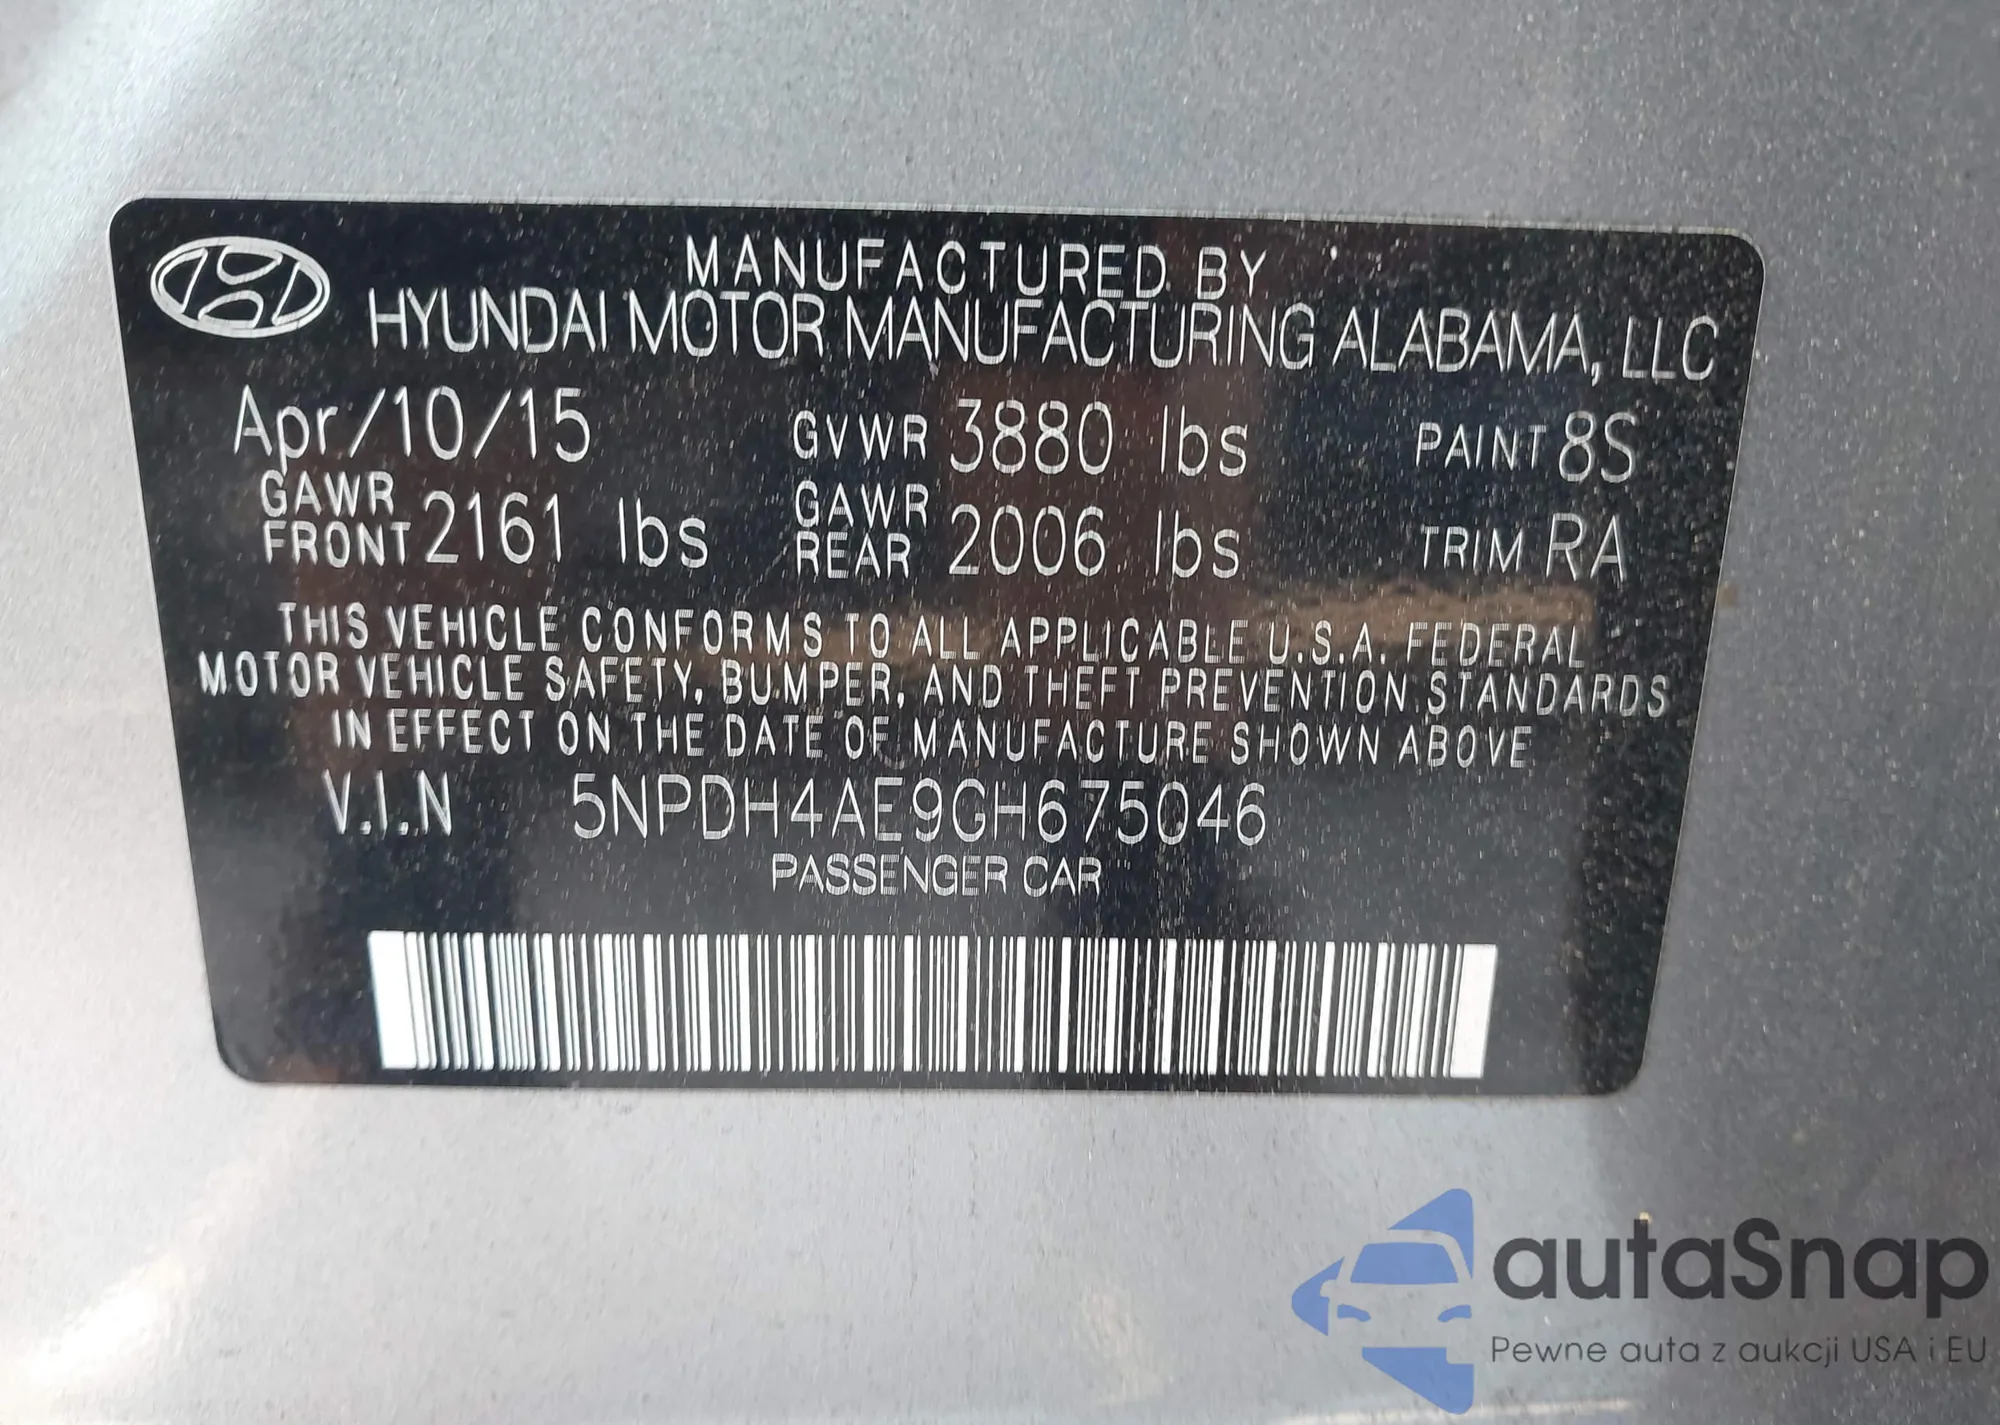 MANUFACTURED BY
HYUNDAI MOTOR MANUFACTURING ALABAMA, LLC
Apr/10/15 GVWR 3880 lbs PAINT 8S
GAWR FRONT 2161 lbs GAWR REAR 2006 lbs TRIM RA
THIS VEHICLE CONFORMS TO ALL APPLICABLE U.S.A. FEDERAL
MOTOR VEHICLE SAFETY, BUMPER, AND THEFT PREVENTION STANDARDS
IN EFFECT ON THE DATE OF MANUFACTURE SHOWN ABOVE
V.I.N 5NPDH4AE9GH675046
PASSENGER CAR
autaSnap
Pewne auta z aukcji USA i EU